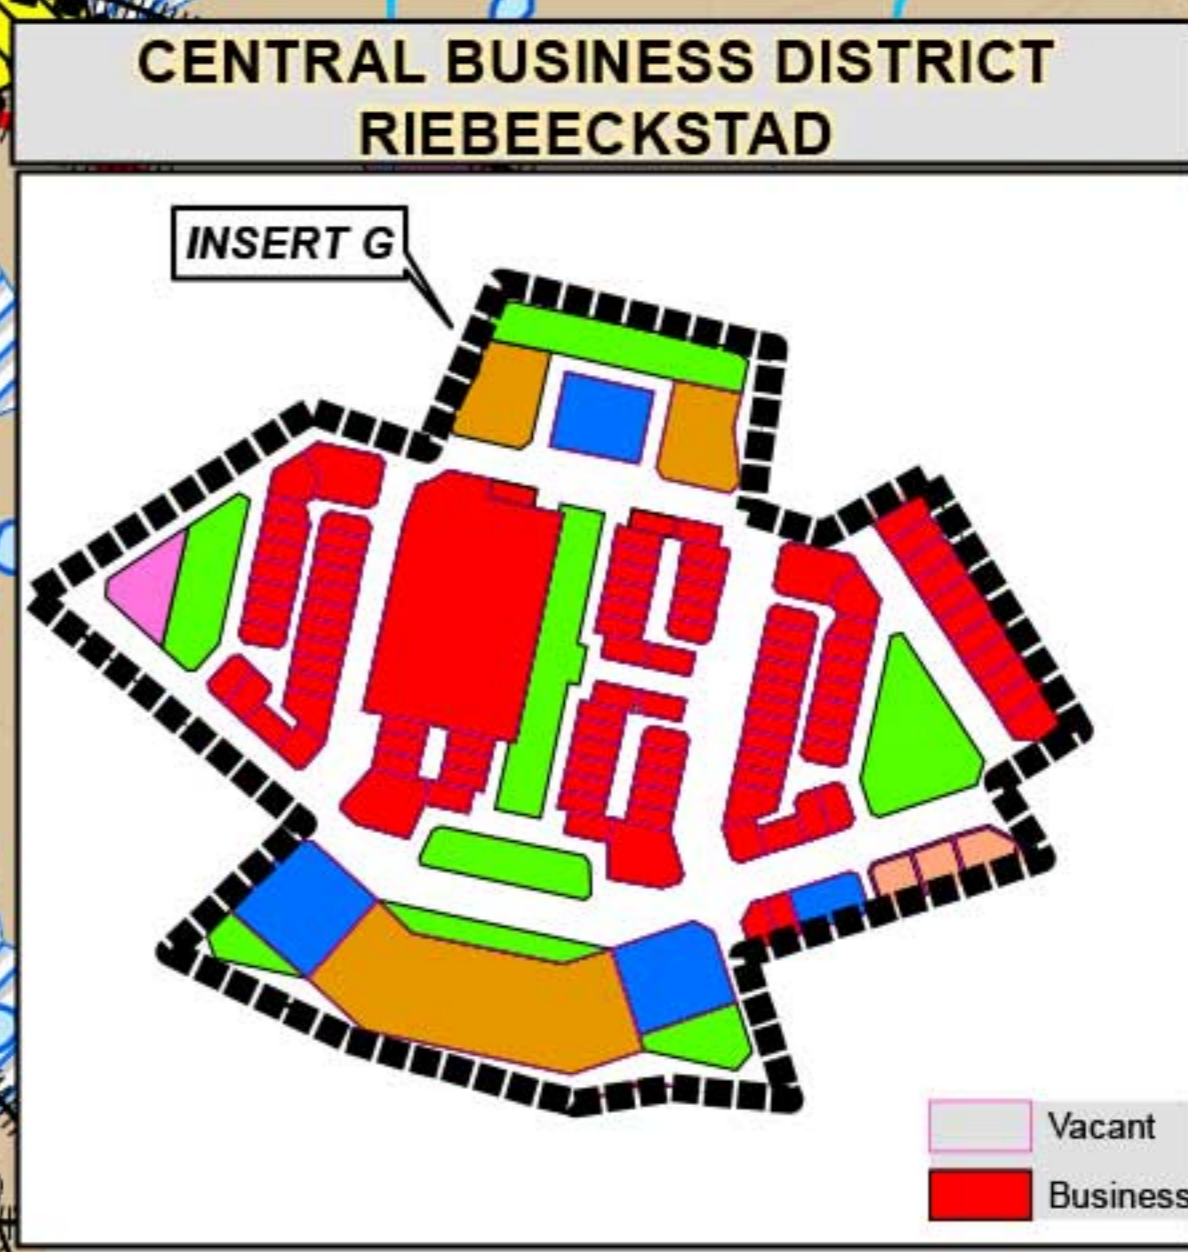 CENTRAL BUSINESS DISTRICT
RIEBEECKSTAD
INSERT G
Vacant
Business